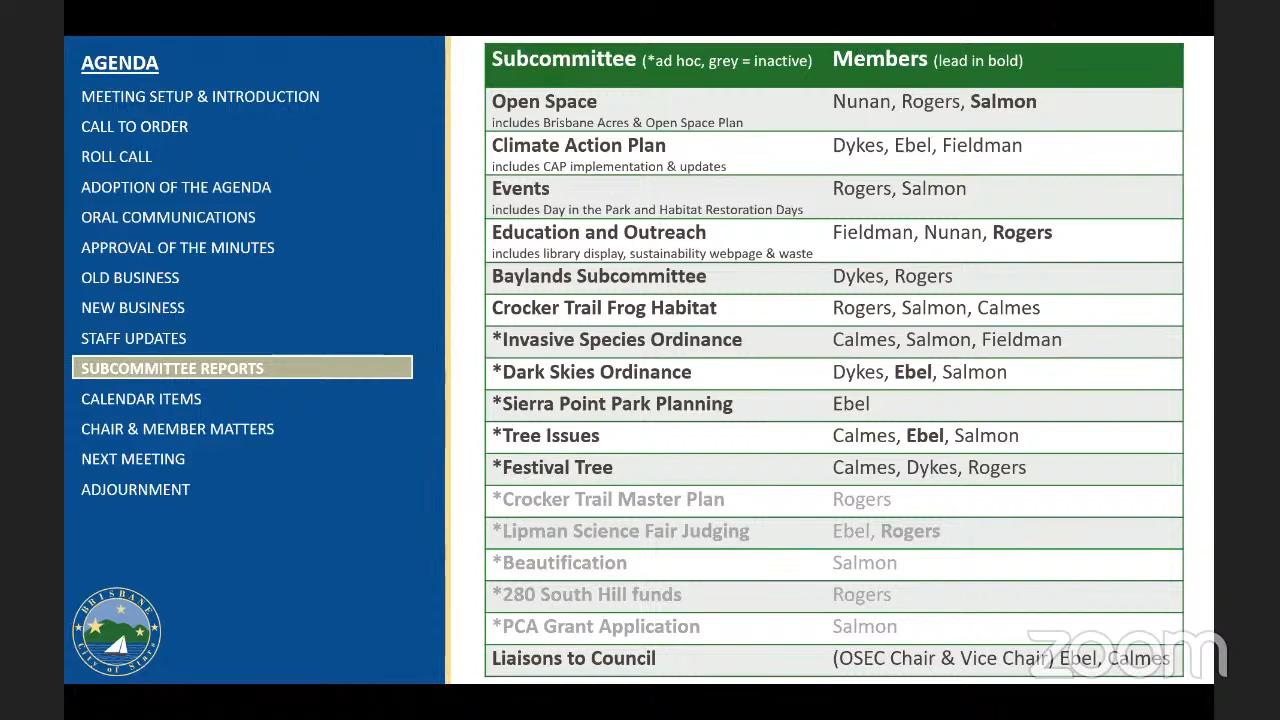 AGENDA
MEETING SETUP & INTRODUCTION
CALL TO ORDER
ROLL CALL
ADOPTION OF THE AGENDA
ORAL COMMUNICATIONS
APPROVAL OF THE MINUTES
OLD BUSINESS
NEW BUSINESS
STAFF UPDATES
SUBCOMMITTEE REPORTS
CALENDAR ITEMS
CHAIR & MEMBER MATTERS
NEXT MEETING
ADJOURNMENT
BRISBANE
City of Stars
Subcommittee (*ad hoc, grey = inactive) Members (lead in bold)
Open Space Nunan, Rogers, Salmon
includes Brisbane Acres & Open Space Plan
Climate Action Plan Dykes, Ebel, Fieldman
includes CAP implementation & updates
Events Rogers, Salmon
includes Day in the Park and Habitat Restoration Days
Education and Outreach Fieldman, Nunan, Rogers
includes library display, sustainability webpage & waste
Baylands Subcommittee Dykes, Rogers
Crocker Trail Frog Habitat Rogers, Salmon, Calmes
*Invasive Species Ordinance Calmes, Salmon, Fieldman
*Dark Skies Ordinance Dykes, Ebel, Salmon
*Sierra Point Park Planning Ebel
*Tree Issues Calmes, Ebel, Salmon
*Festival Tree Calmes, Dykes, Rogers
*Crocker Trail Master Plan Rogers
*Lipman Science Fair Judging Ebel, Rogers
*Beautification Salmon
*280 South Hill funds Rogers
*PCA Grant Application Salmon
Liaisons to Council (OSEC Chair & Vice Chair) Ebel, Calmes
zoom